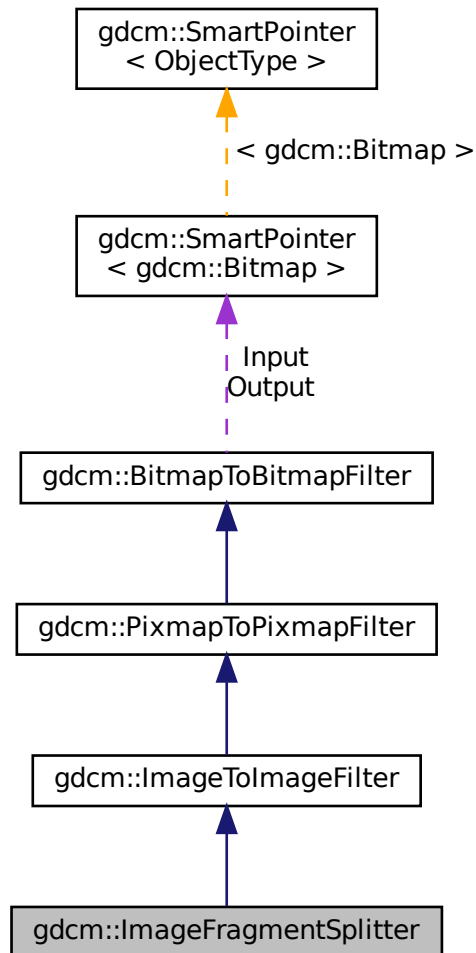 gdcm::SmartPointer
< ObjectType >
< gdcm::Bitmap >
gdcm::SmartPointer
< gdcm::Bitmap >
Input
Output
gdcm::BitmapToBitmapFilter
gdcm::PixmapToPixmapFilter
gdcm::ImageToImageFilter
gdcm::ImageFragmentSplitter